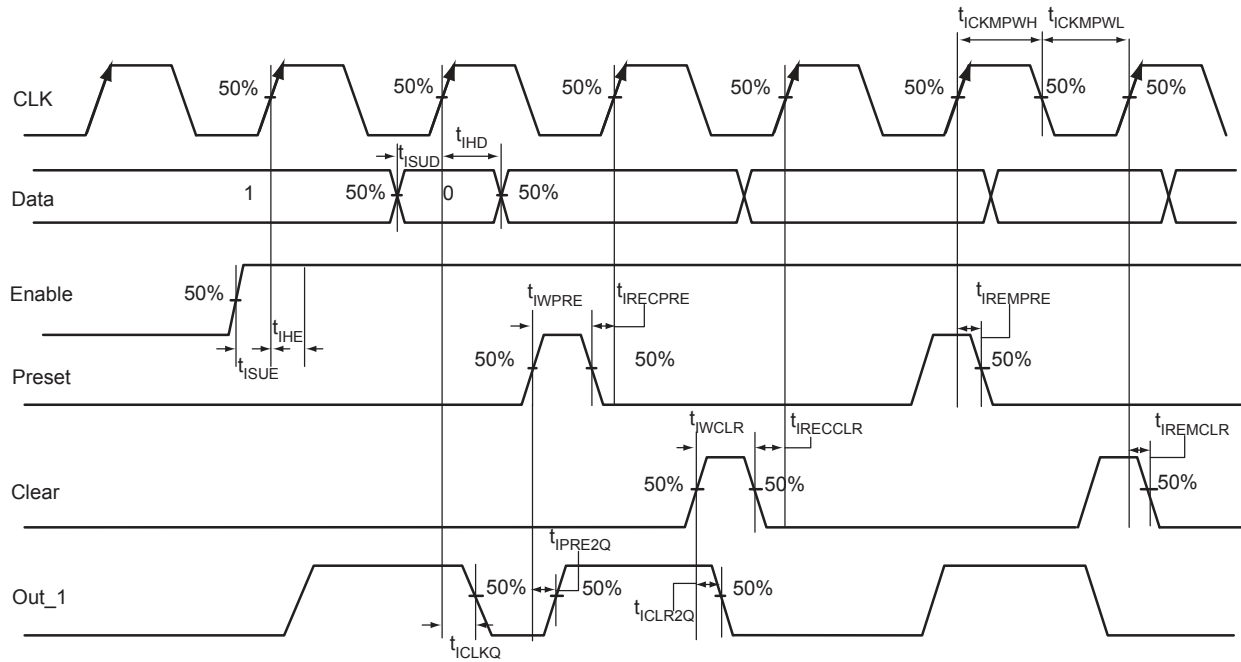 tICKMPWH tICKMPWL
CLK
50% 50% 50% 50% 50% 50% 50%
tISUD tIHD
Data
1 50% 0 50%
Enable
50%
tIHE
tISUE
tIWPRE tIRECPRE tIREMPRE
Preset
50% 50% 50%
tIWCLR tIRECCLR tIREMCLR
Clear
50% 50% 50%
tIPRE2Q
Out_1
50% 50% 50%
tICLR2Q
tICLKQ